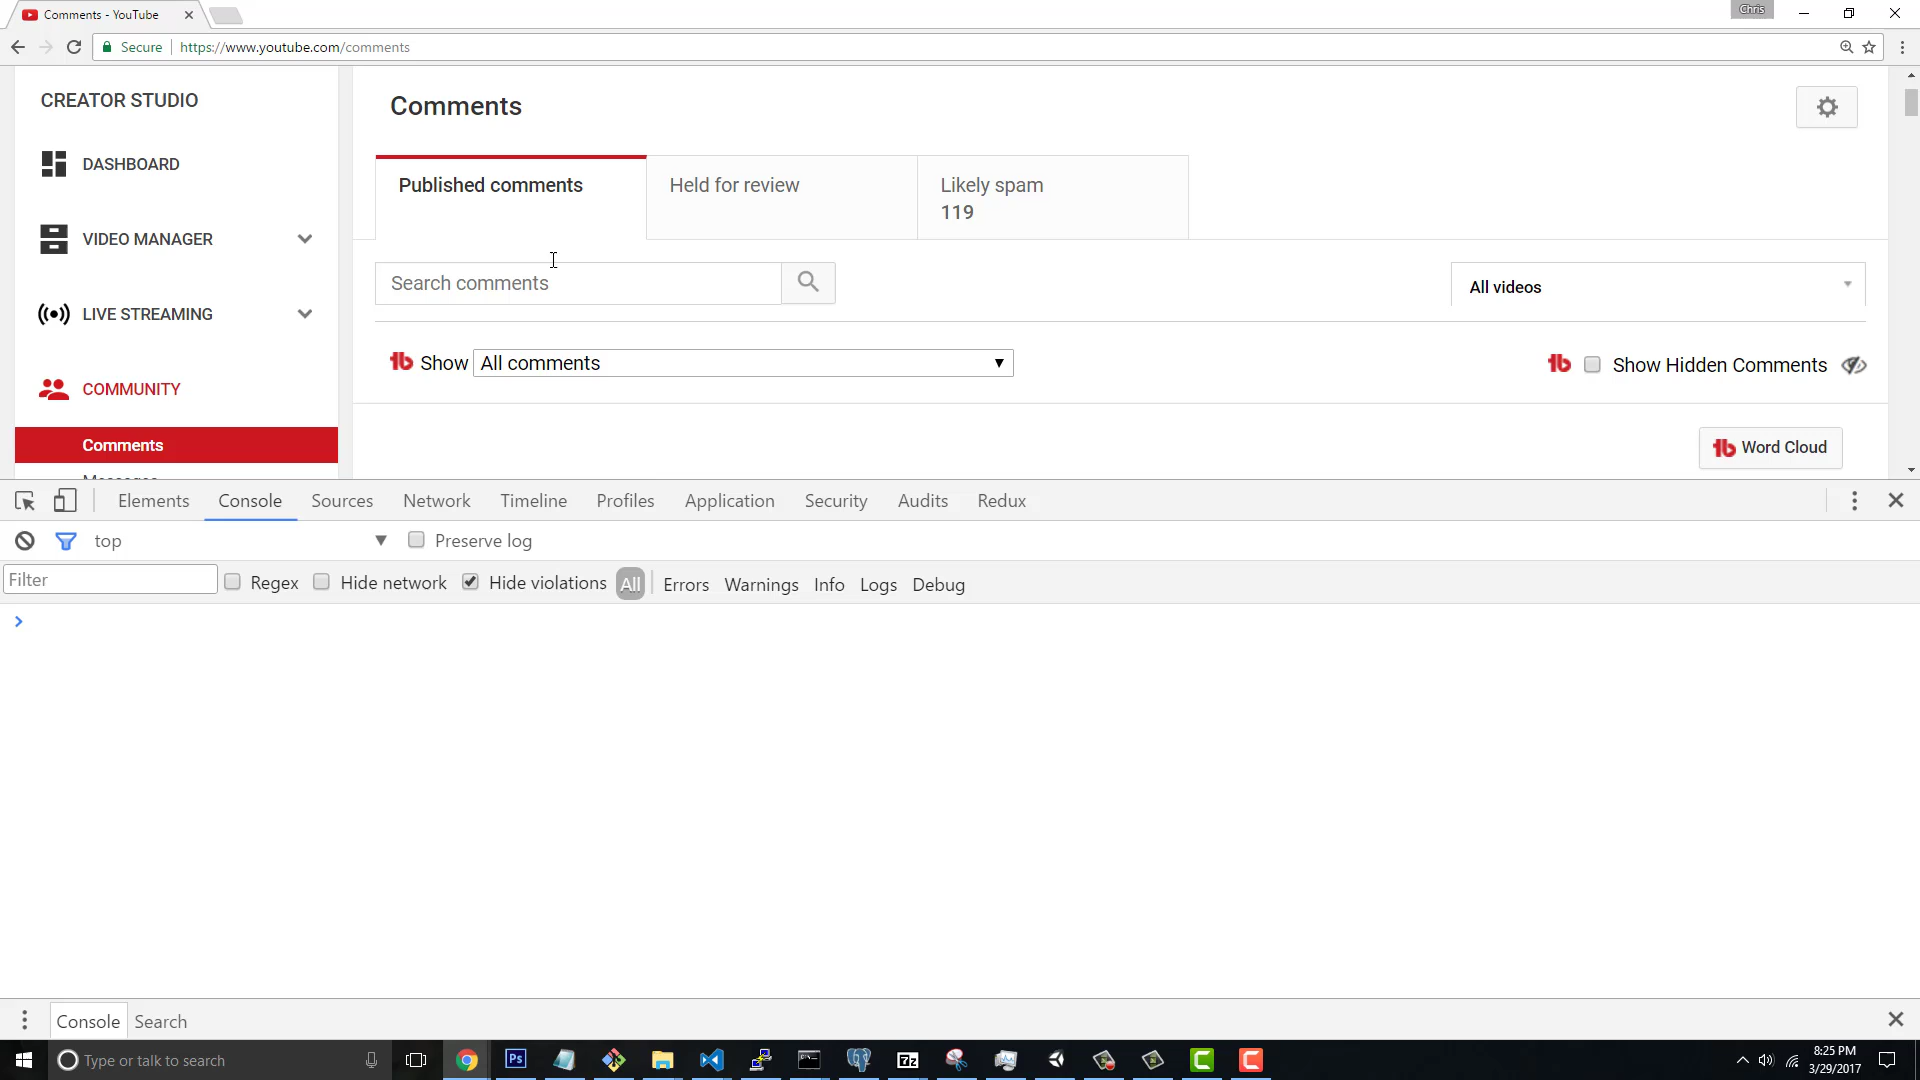 Comments - YouTube
Chris
Secure https://www.youtube.com/comments
CREATOR STUDIO
DASHBOARD
VIDEO MANAGER
LIVE STREAMING
COMMUNITY
Comments
Comments
Published comments
Held for review
Likely spam
119
Search comments
All videos
Show All comments
Show Hidden Comments
Word Cloud
Elements Console Sources Network Timeline Profiles Application Security Audits Redux
top Preserve log
Filter Regex Hide network Hide violations All Errors Warnings Info Logs Debug
Console Search
Type or talk to search
Ps
7z
8:25 PM
3/29/2017